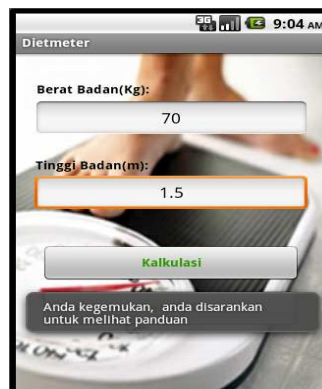 3G 9:04 AM
Dietmeter
Berat Badan(Kg):
70
Tinggi Badan(m):
1.5
Kalkulasi
Anda kegemukan, anda disarankan
untuk melihat panduan